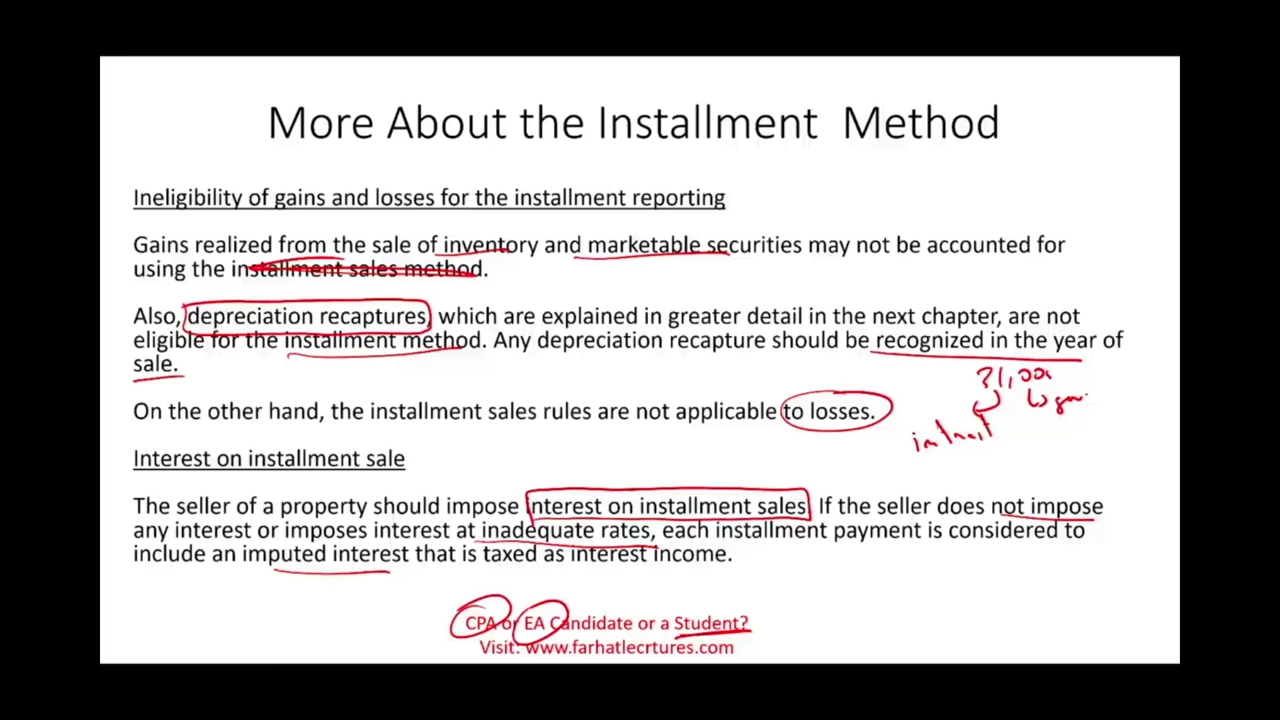 More About the Installment Method
Ineligibility of gains and losses for the installment reporting
Gains realized from the sale of inventory and marketable securities may not be accounted for
using the installment sales method.
Also, depreciation recaptures, which are explained in greater detail in the next chapter, are not
eligible for the installment method. Any depreciation recapture should be recognized in the year of
sale.
On the other hand, the installment sales rules are not applicable to losses.
Interest on installment sale
The seller of a property should impose interest on installment sales. If the seller does not impose
any interest or imposes interest at inadequate rates, each installment payment is considered to
include an imputed interest that is taxed as interest income.
CPA or EA Candidate or a Student?
Visit: www.farhatlecrtures.com